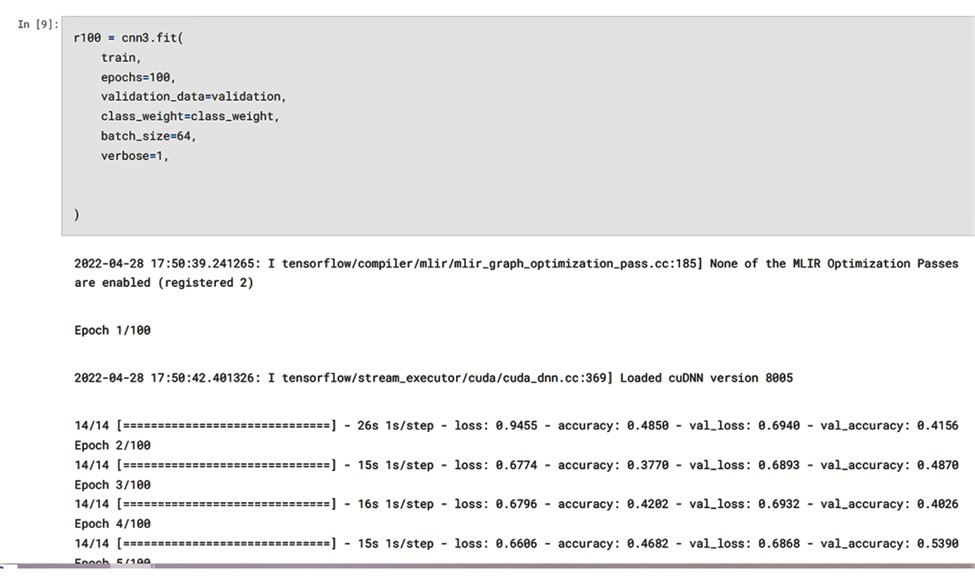 In [9]:
r100 = cnn3.fit(
train,
epochs=100,
validation_data=validation,
class_weight=class_weight,
batch_size=64,
verbose=1,
)
2022-04-28 17:50:39.241265: I tensorflow/compiler/mlir/mlir_graph_optimization_pass.cc:185] None of the MLIR Optimization Passes
are enabled (registered 2)
Epoch 1/100
2022-04-28 17:50:42.401326: I tensorflow/stream_executor/cuda/cuda_dnn.cc:369] Loaded cuDNN version 8005
14/14 [==============================] - 26s 1s/step - loss: 0.9455 - accuracy: 0.4850 - val_loss: 0.6940 - val_accuracy: 0.4156
Epoch 2/100
14/14 [==============================] - 15s 1s/step - loss: 0.6774 - accuracy: 0.3770 - val_loss: 0.6893 - val_accuracy: 0.4870
Epoch 3/100
14/14 [==============================] - 16s 1s/step - loss: 0.6796 - accuracy: 0.4202 - val_loss: 0.6932 - val_accuracy: 0.4026
Epoch 4/100
14/14 [==============================] - 15s 1s/step - loss: 0.6606 - accuracy: 0.4682 - val_loss: 0.6868 - val_accuracy: 0.5390
Epoch 5/100